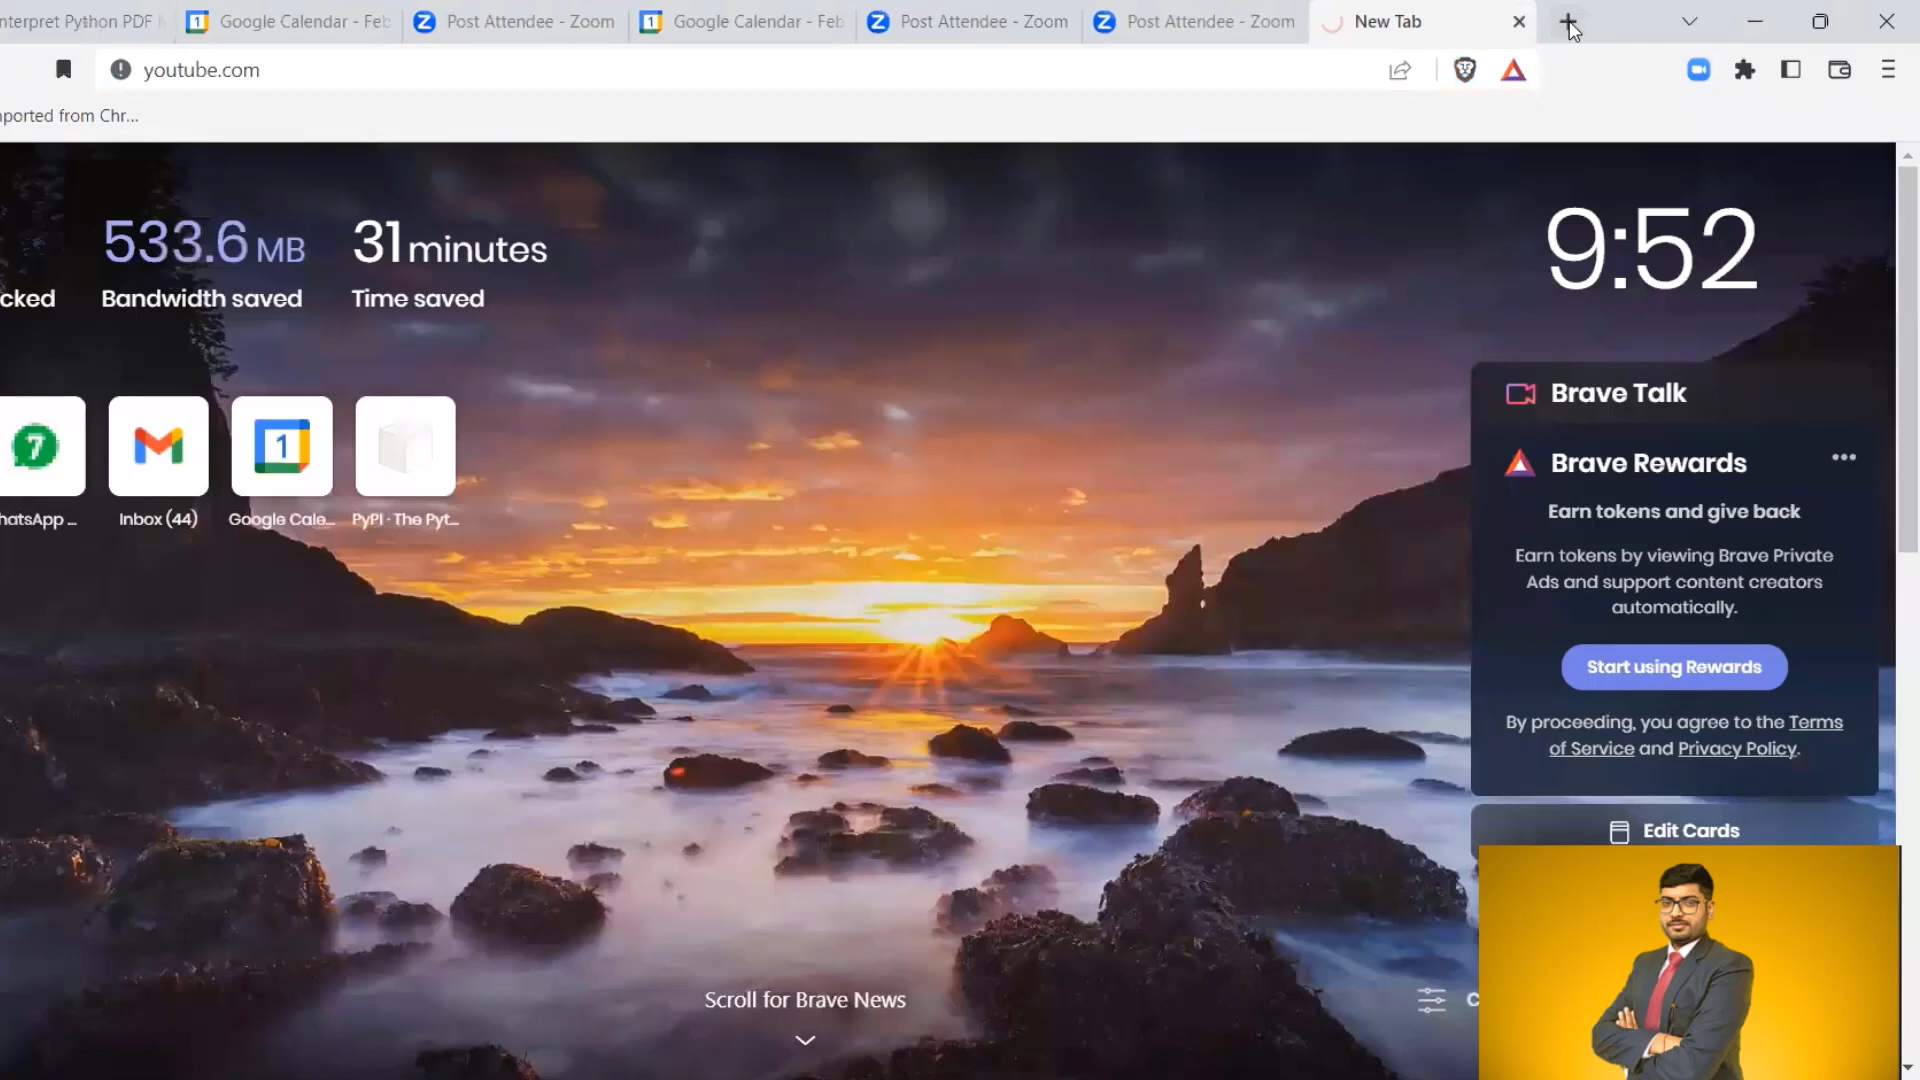 nterpret Python PDF
1 Google Calendar - Feb
Z Post Attendee - Zoom
1 Google Calendar - Feb
Z Post Attendee - Zoom
Z Post Attendee - Zoom
New Tab
youtube.com
ported from Chr...
533.6 MB
31 minutes
9:52
cked
Bandwidth saved
Time saved
Brave Talk
7
1
Brave Rewards
hatsApp ...
Inbox (44)
Google Cale...
PyPI · The Pyt...
Earn tokens and give back
Earn tokens by viewing Brave Private
Ads and support content creators
automatically.
Start using Rewards
By proceeding, you agree to the Terms
of Service and Privacy Policy.
Edit Cards
Scroll for Brave News
C